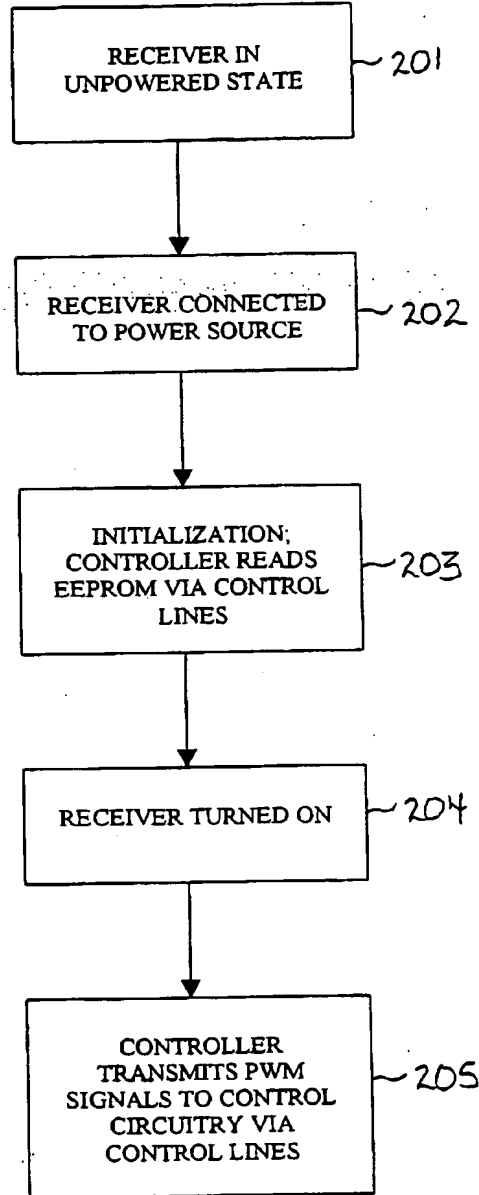 RECEIVER IN
UNPOWERED STATE
201
RECEIVER CONNECTED
TO POWER SOURCE
202
INITIALIZATION;
CONTROLLER READS
EEPROM VIA CONTROL
LINES
203
RECEIVER TURNED ON
204
CONTROLLER
TRANSMITS PWM
SIGNALS TO CONTROL
CIRCUITRY VIA
CONTROL LINES
205